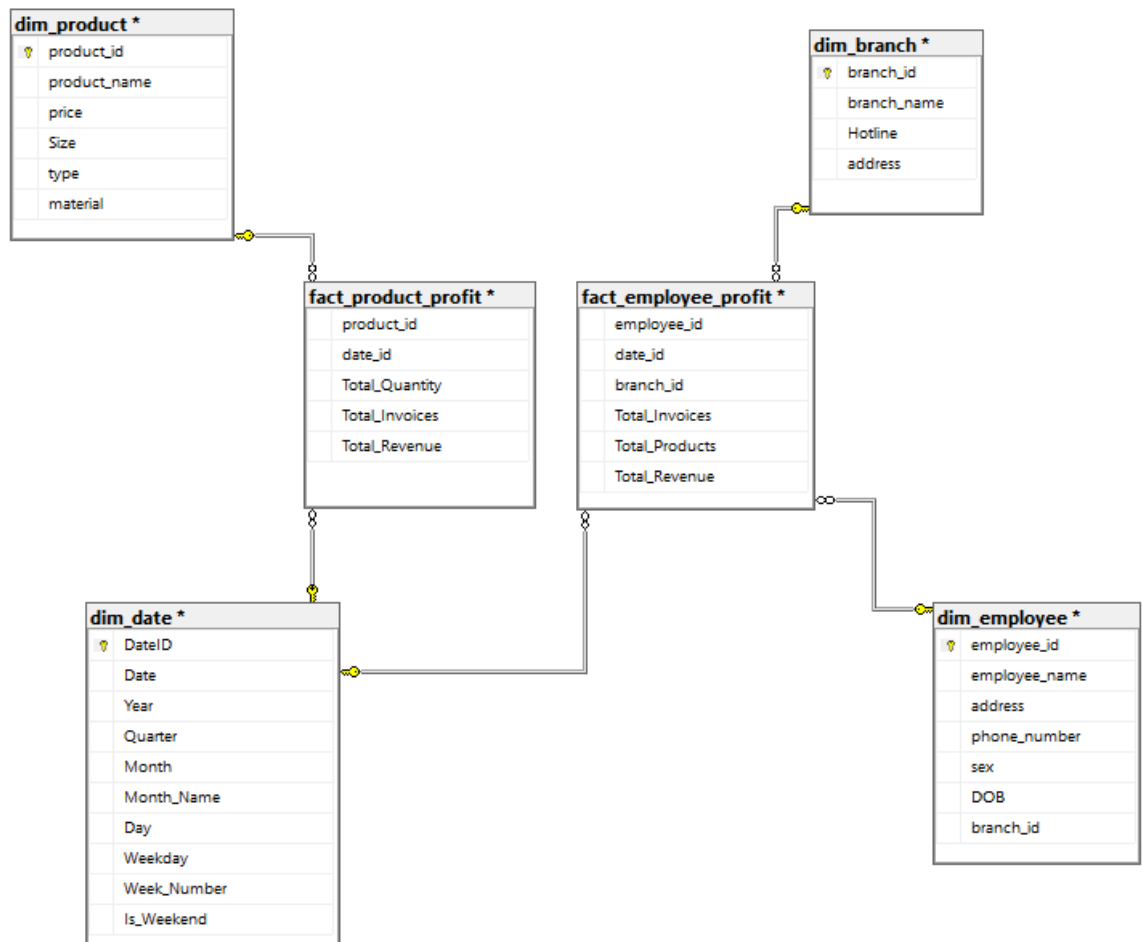 dim_product *
product_id
product_name
price
Size
type
material
dim_branch *
branch_id
branch_name
Hotline
address
fact_product_profit *
product_id
date_id
Total_Quantity
Total_Invoices
Total_Revenue
fact_employee_profit *
employee_id
date_id
branch_id
Total_Invoices
Total_Products
Total_Revenue
dim_date *
DateID
Date
Year
Quarter
Month
Month_Name
Day
Weekday
Week_Number
Is_Weekend
dim_employee *
employee_id
employee_name
address
phone_number
sex
DOB
branch_id